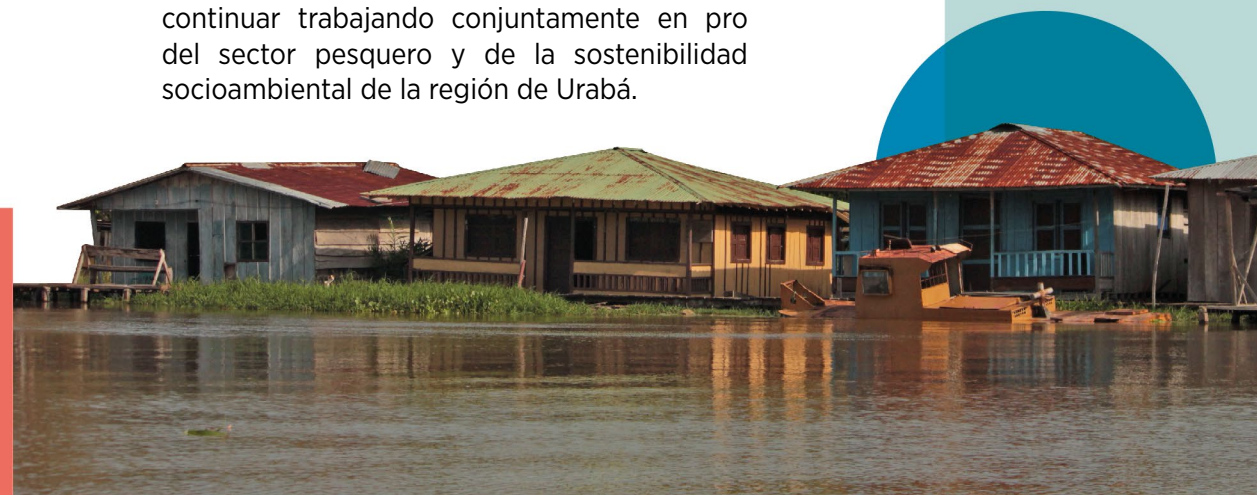 continuar trabajando conjuntamente en pro
del sector pesquero y de la sostenibilidad
socioambiental de la región de Urabá.